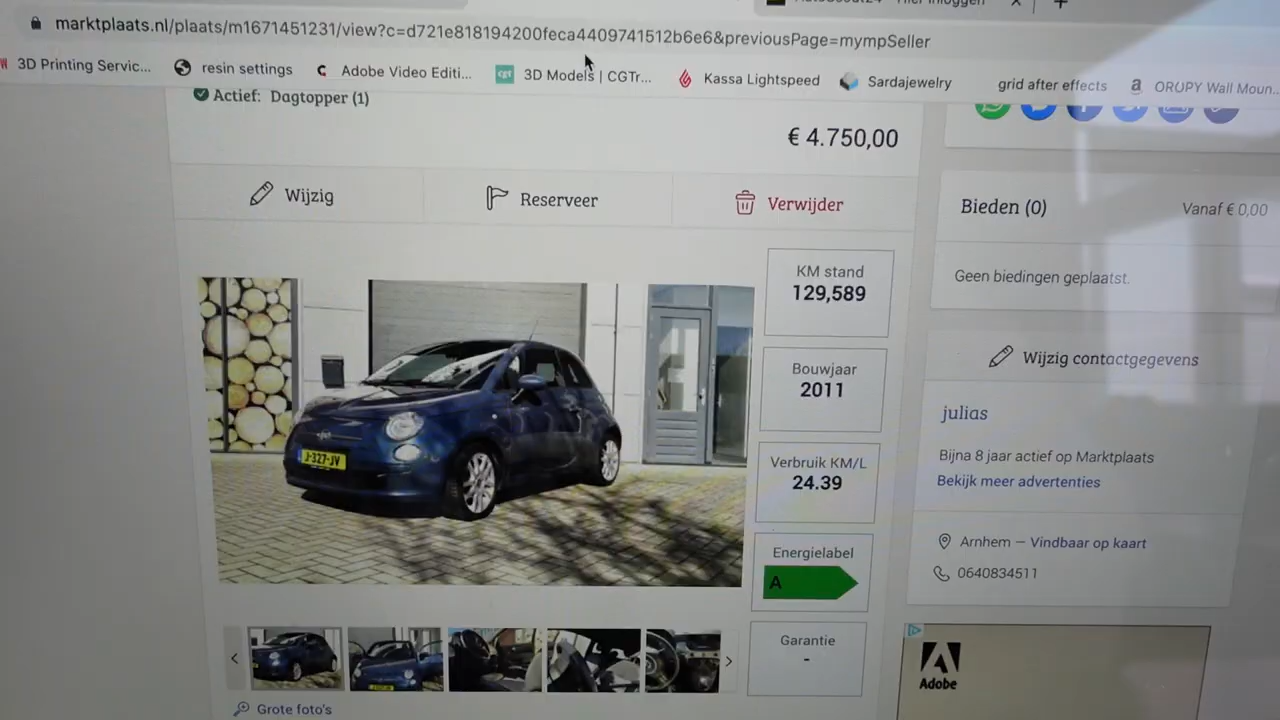 marktplaats.nl/plaats/m1671451231/view?c=d721e818194200feca4409741512b6e6&previousPage=mympSeller
3D Printing Servic...
resin settings
Adobe Video Editi...
cgt
3D Models | CGTr...
Kassa Lightspeed
Sardajewelry
grid after effects
ORUPY Wall Moun...
Actief: Dagtopper (1)
€ 4.750,00
Wijzig
Reserveer
Verwijder
Bieden (0)
Vanaf € 0,00
Geen biedingen geplaatst.
KM stand
129,589
Bouwjaar
2011
Verbruik KM/L
24.39
Energielabel
A
Garantie
-
J-327-JV
Wijzig contactgegevens
julias
Bijna 8 jaar actief op Marktplaats
Bekijk meer advertenties
Arnhem — Vindbaar op kaart
0640834511
Adobe
Grote foto's